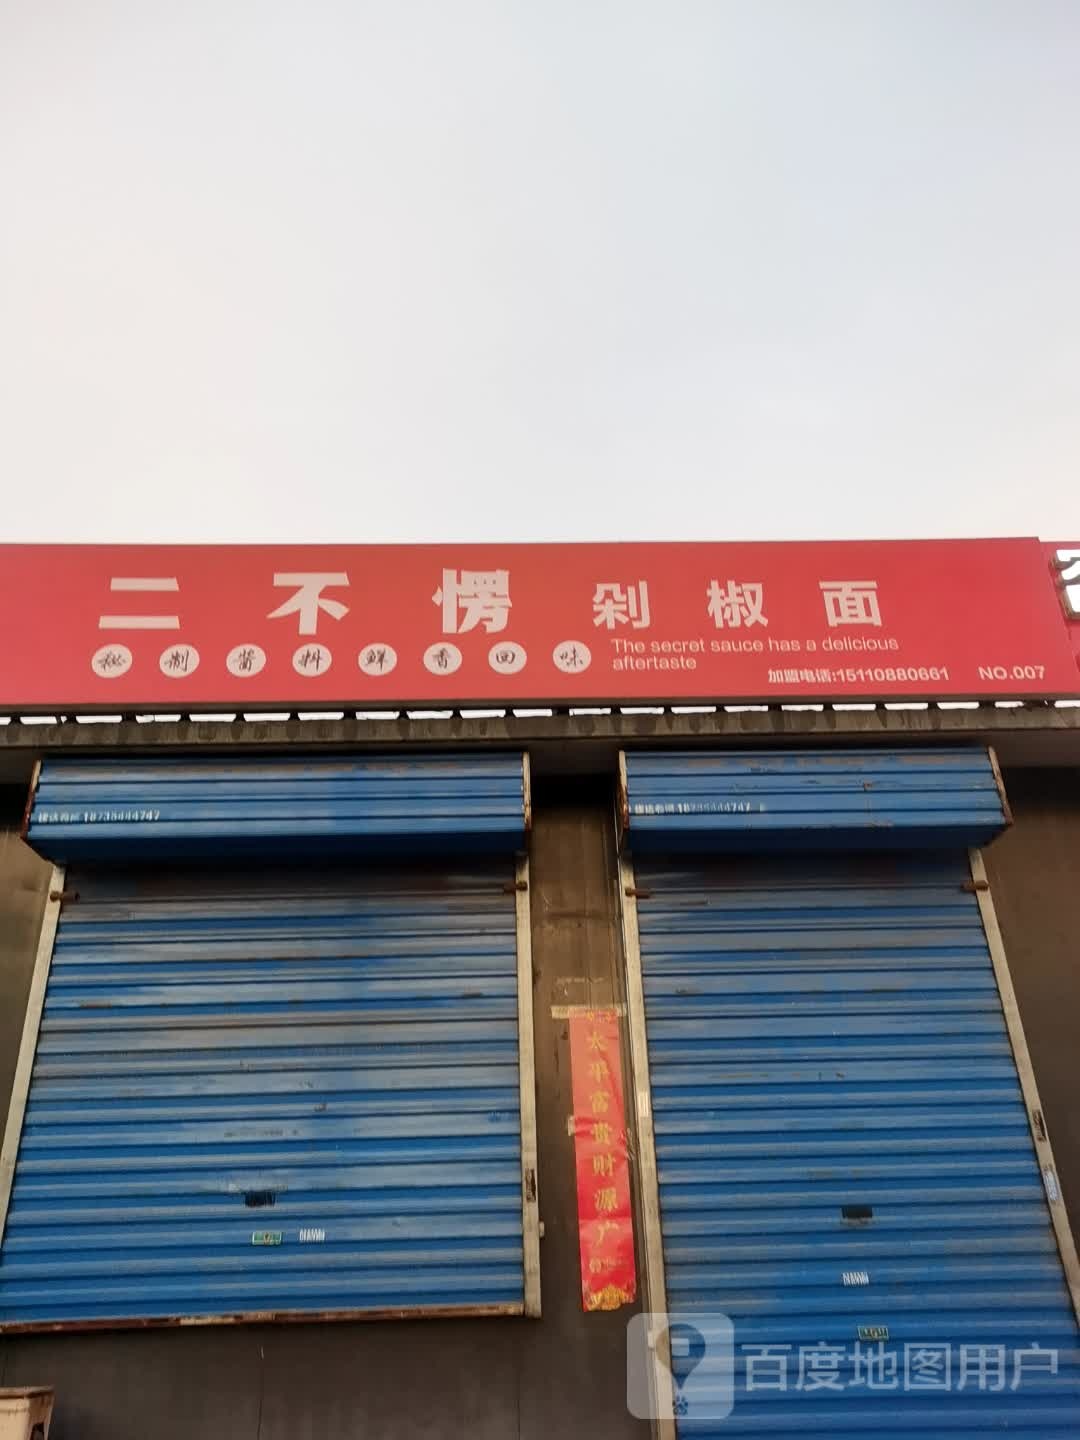 二不愣剁椒面
秘制酱料鲜香回味
The secret sauce has a delicious
aftertaste
加盟电话:15110880661 NO.007
18735444747
18735444747
太平富贵财源广
百度地图用户